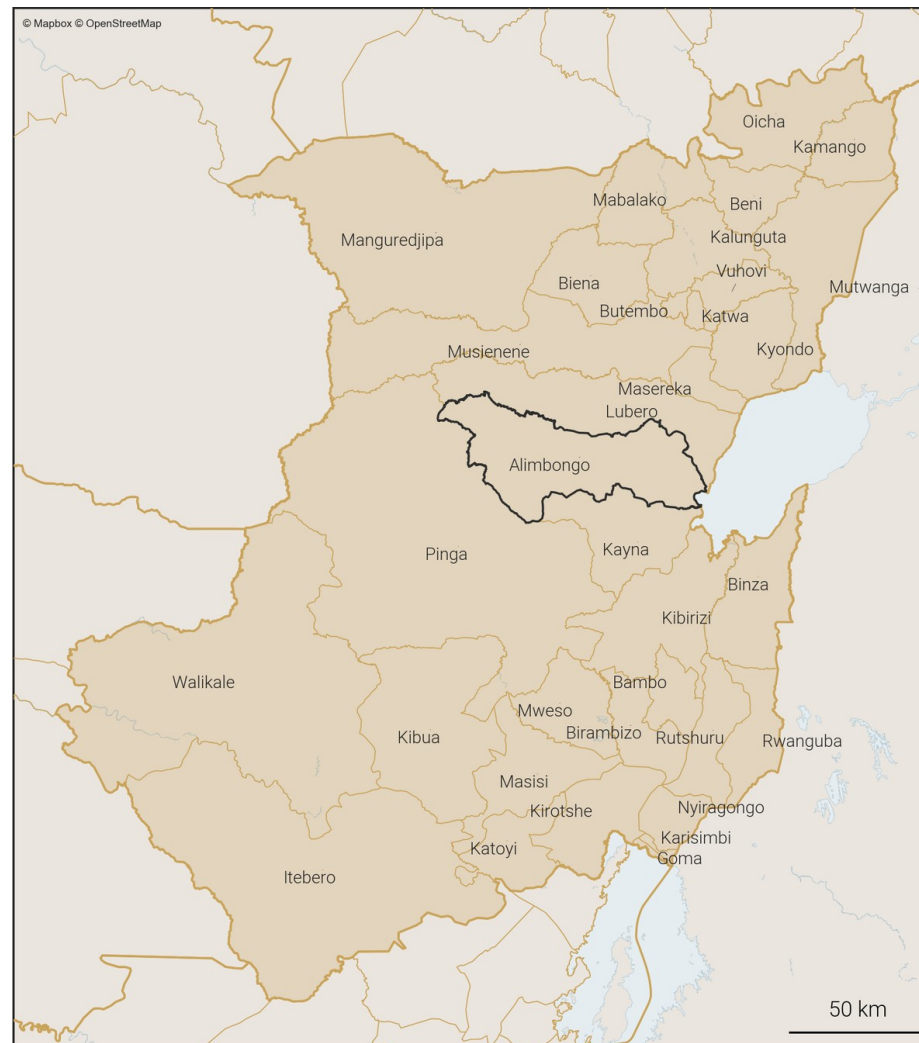 © Mapbox © OpenStreetMap
Oicha
Kamango
Mabalako
Beni
Manguredjipa
Kalunguta
Vuhovi
Biena
Mutwanga
Butembo
Katwa
Musienene
Kyondo
Masereka
Lubero
Alimbongo
Kayna
Pinga
Binza
Kibirizi
Walikale
Bambo
Mweso
Birambizo
Kibua
Rutshuru
Rwanguba
Masisi
Nyiragongo
Kirotshe
Karisimbi
Katoyi
Goma
Itebero
50 km